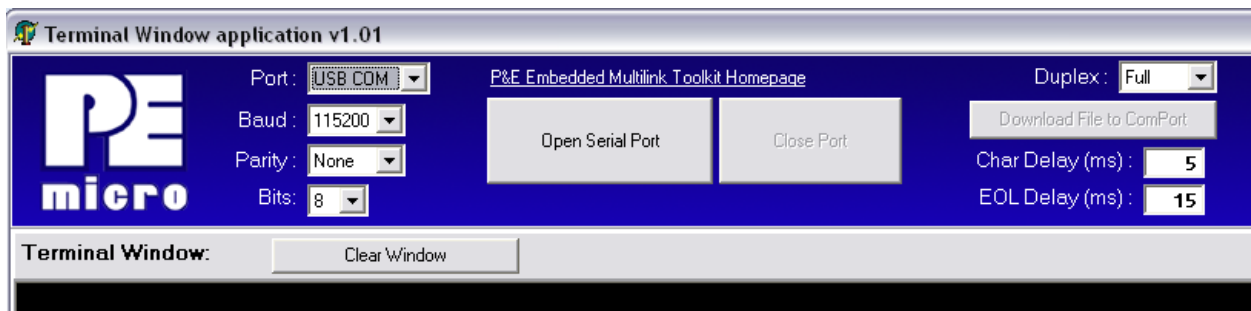 Terminal Window application v1.01
PE
micro
Port : USB COM
Baud : 115200
Parity : None
Bits: 8
P&E Embedded Multilink Toolkit Homepage
Open Serial Port
Close Port
Duplex : Full
Download File to ComPort
Char Delay (ms) : 5
EOL Delay (ms) : 15
Terminal Window:
Clear Window